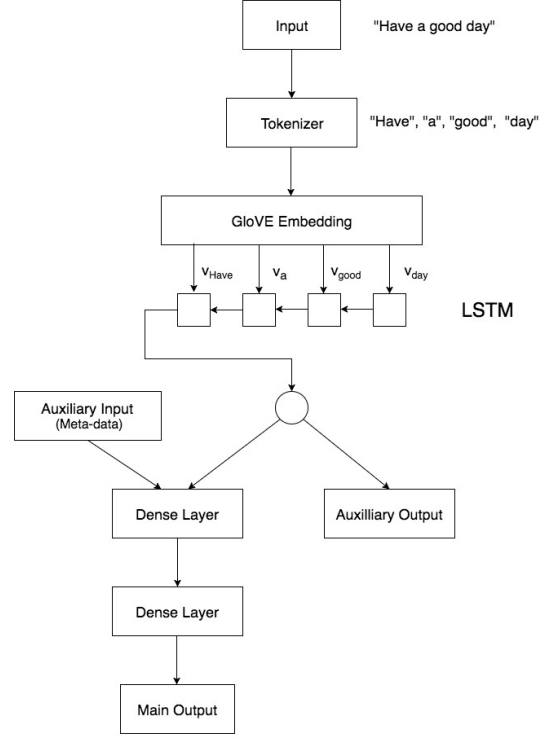 Input
"Have a good day"
Tokenizer
"Have", "a", "good", "day"
GloVE Embedding
vHave
va
vgood
vday
LSTM
Auxiliary Input
(Meta-data)
Dense Layer
Auxilliary Output
Dense Layer
Main Output